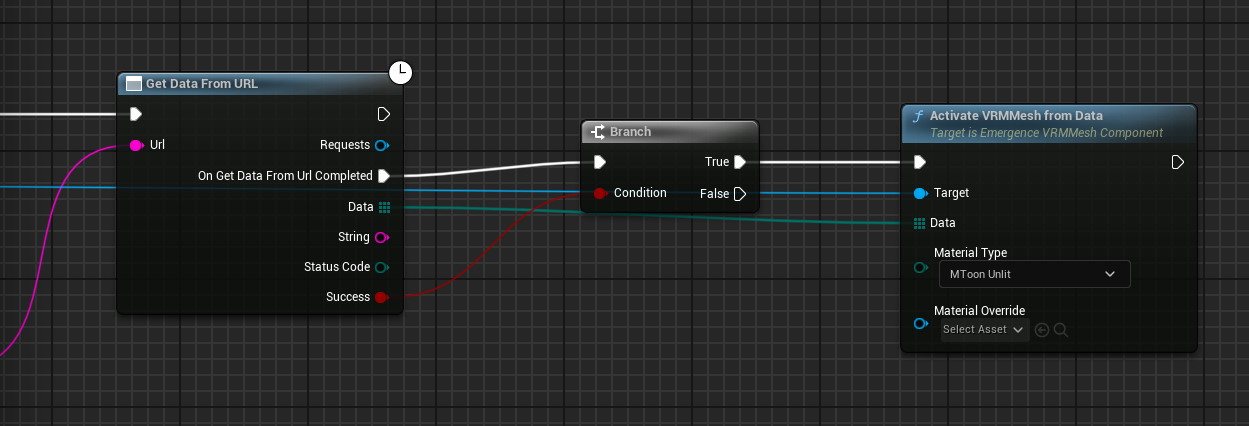 Get Data From URL
Url
Requests
On Get Data From Url Completed
Data
String
Status Code
Success
Branch
True
Condition
False
Activate VRMMesh from Data
Target is Emergence VRMMesh Component
Target
Data
Material Type
MToon Unlit
Material Override
Select Asset